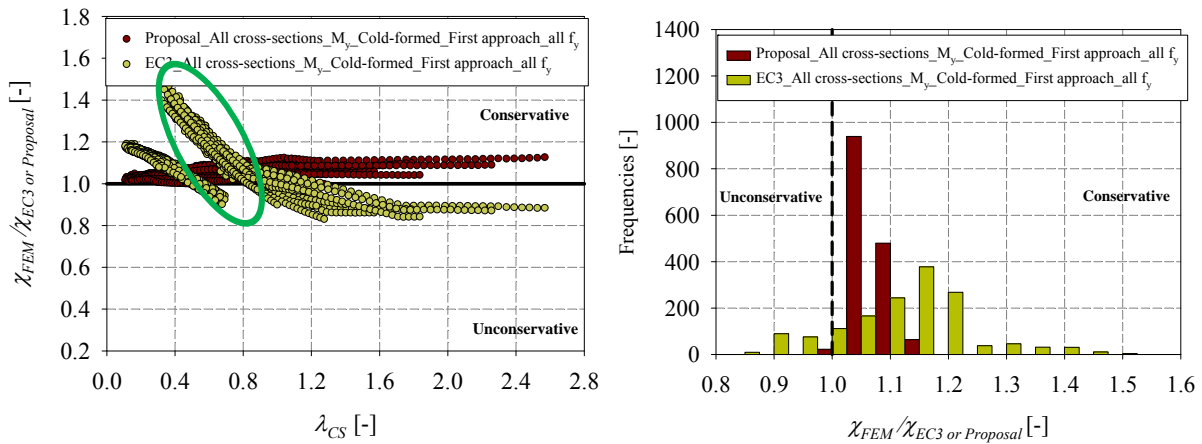 1.8
1.6
1.4
1.2
1.0
0.8
0.6
0.4
0.2
χFEM/χEC3 or Proposal [-]
Proposal_All cross-sections_My_Cold-formed_First approach_all fy
EC3_All cross-sections_My_Cold-formed_First approach_all fy
Conservative
Unconservative
0.0 0.4 0.8 1.2 1.6 2.0 2.4 2.8
λCS [-]
1400
1200
1000
800
600
400
200
0
Frequencies [-]
Proposal_All cross-sections_My_Cold-formed_First approach_all fy
EC3_All cross-sections_My_Cold-formed_First approach_all fy
Unconservative
Conservative
0.8 0.9 1.0 1.1 1.2 1.3 1.4 1.5 1.6
χFEM/χEC3 or Proposal [-]